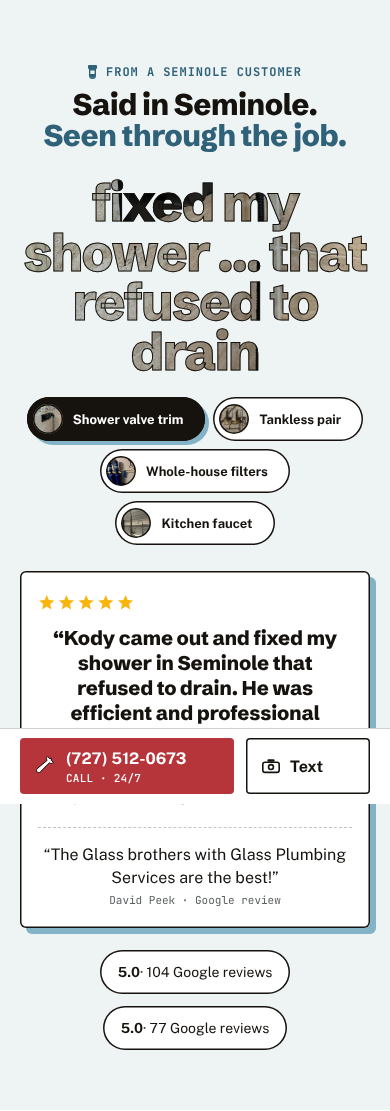 FROM A SEMINOLE CUSTOMER
Said in Seminole.
Seen through the job.
fixed my
shower ... that
refused to
drain
Shower valve trim
Tankless pair
Whole-house filters
Kitchen faucet
“Kody came out and fixed my
shower in Seminole that
refused to drain. He was
efficient and professional
(727) 512-0673
CALL · 24/7
Text
“The Glass brothers with Glass Plumbing
Services are the best!”
David Peek · Google review
5.0· 104 Google reviews
5.0· 77 Google reviews